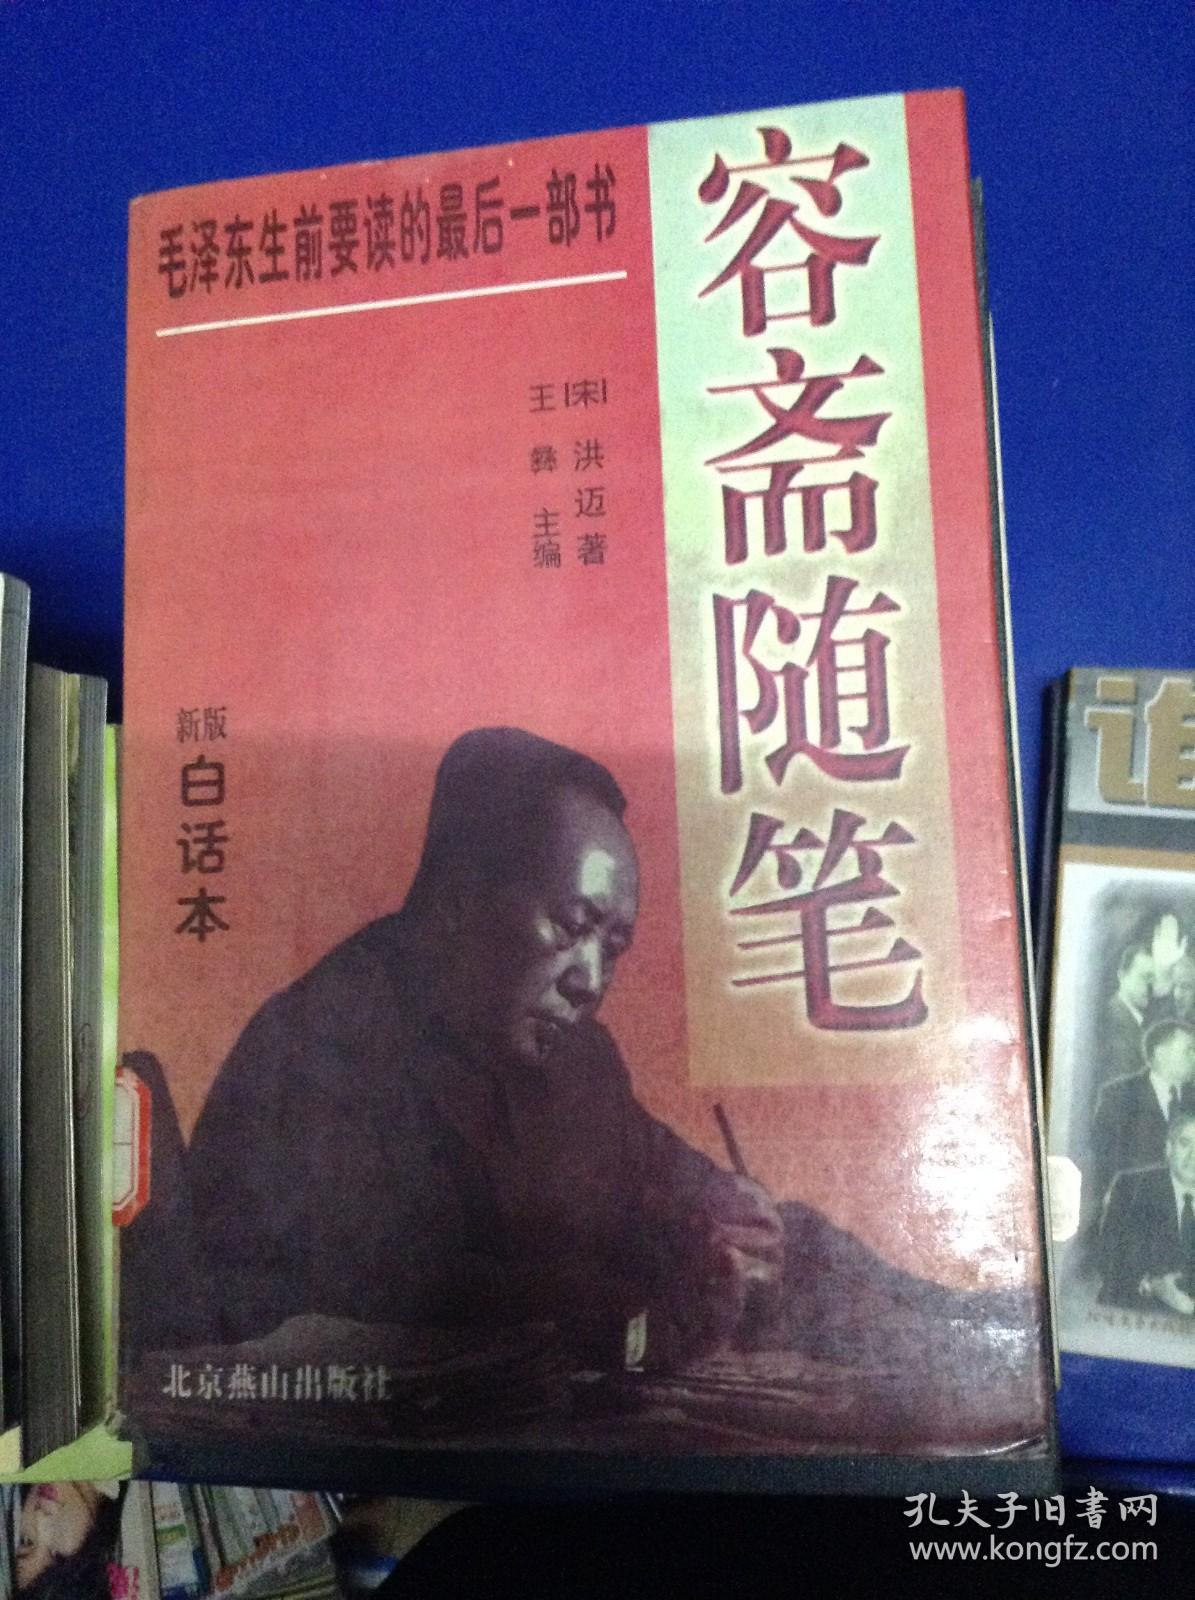 毛泽东生前要读的最后一部书
容斋随笔
[宋]洪迈著
王彝主编
新版
白话本
北京燕山出版社
谁
孔夫子旧書网
www.kongfz.com